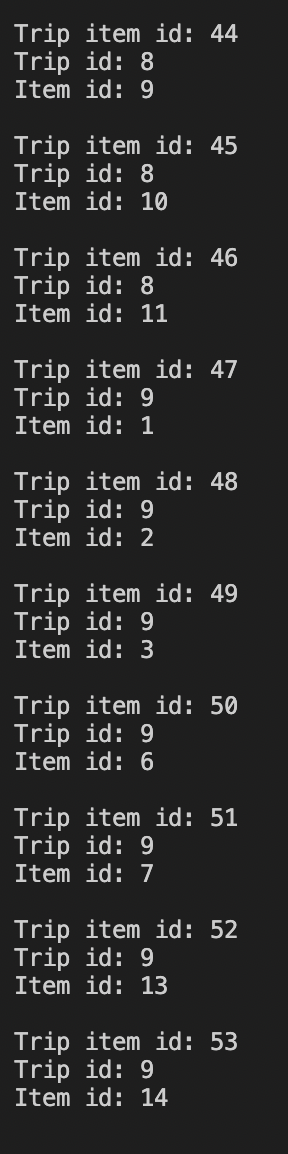 Trip item id: 44
Trip id: 8
Item id: 9
Trip item id: 45
Trip id: 8
Item id: 10
Trip item id: 46
Trip id: 8
Item id: 11
Trip item id: 47
Trip id: 9
Item id: 1
Trip item id: 48
Trip id: 9
Item id: 2
Trip item id: 49
Trip id: 9
Item id: 3
Trip item id: 50
Trip id: 9
Item id: 6
Trip item id: 51
Trip id: 9
Item id: 7
Trip item id: 52
Trip id: 9
Item id: 13
Trip item id: 53
Trip id: 9
Item id: 14